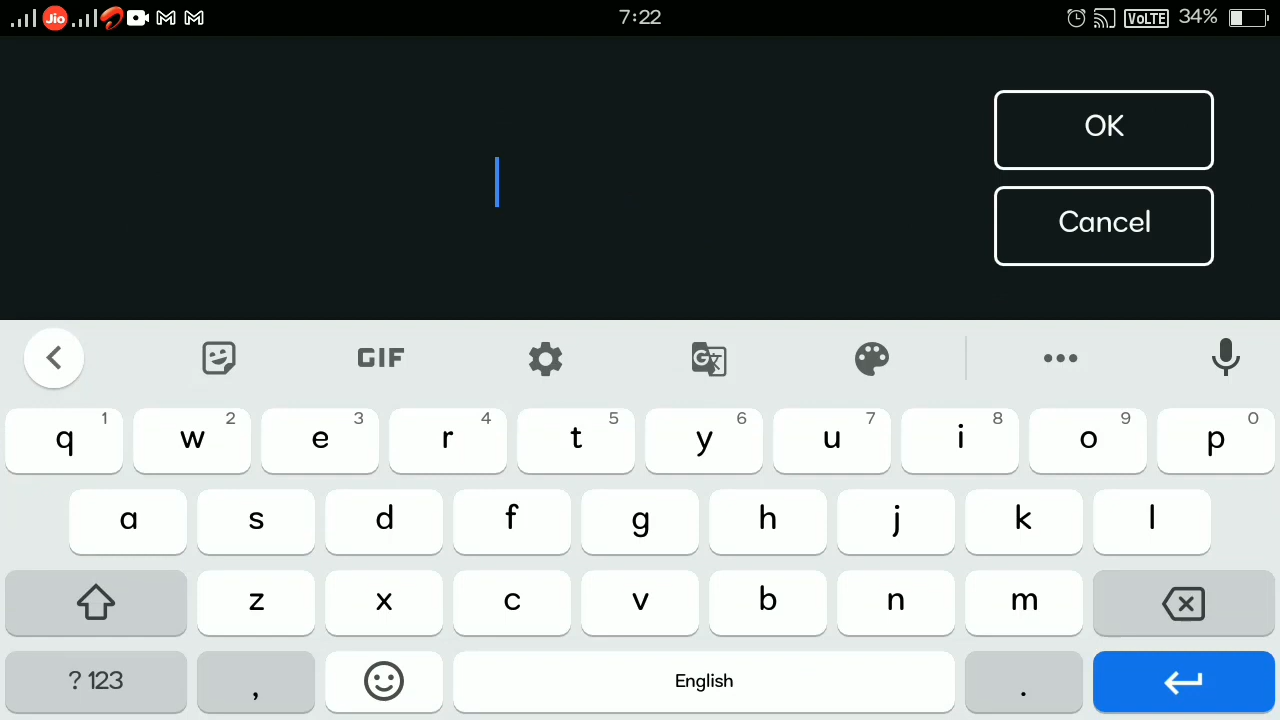 Jio 7:22 VoLTE 34%
OK
Cancel
GIF G
q 1 w 2 e 3 r 4 t 5 y 6 u 7 i 8 o 9 p 0
a s d f g h j k l
z x c v b n m
? 123 , English .